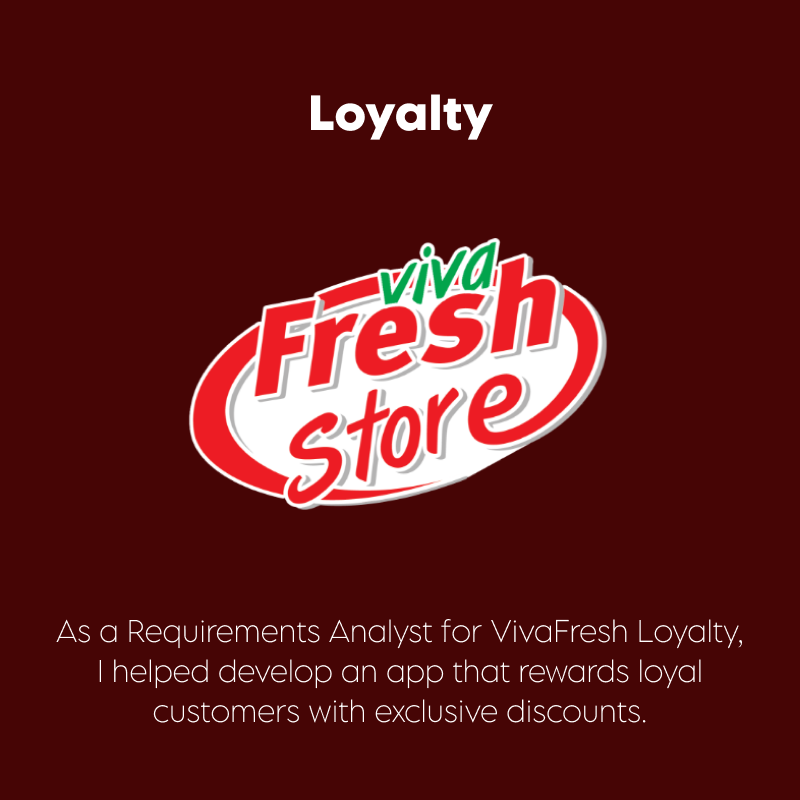 Loyalty
viva
Fresh
Store
As a Requirements Analyst for VivaFresh Loyalty,
I helped develop an app that rewards loyal
customers with exclusive discounts.